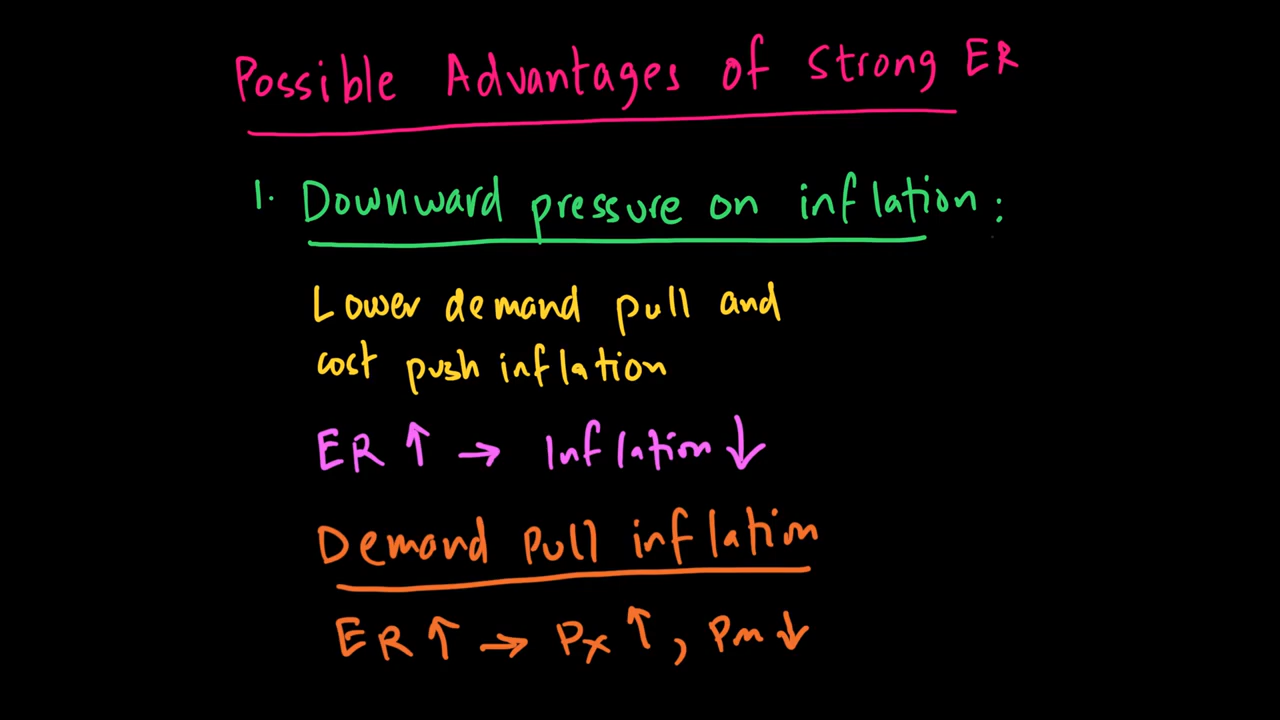 Possible Advantages of Strong ER
1. Downward pressure on inflation:
Lower demand pull and
cost push inflation
ER ↑ → Inflation ↓
Demand pull inflation
ER ↑ → Px ↑, Pm ↓